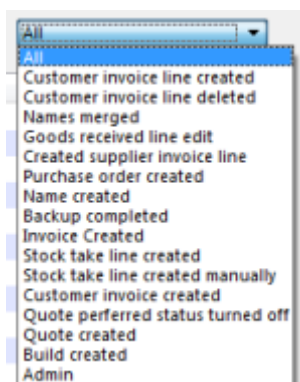 All
All
Customer invoice line created
Customer invoice line deleted
Names merged
Goods received line edit
Created supplier invoice line
Purchase order created
Name created
Backup completed
Invoice Created
Stock take line created
Stock take line created manually
Customer invoice created
Quote perferred status turned off
Quote created
Build created
Admin